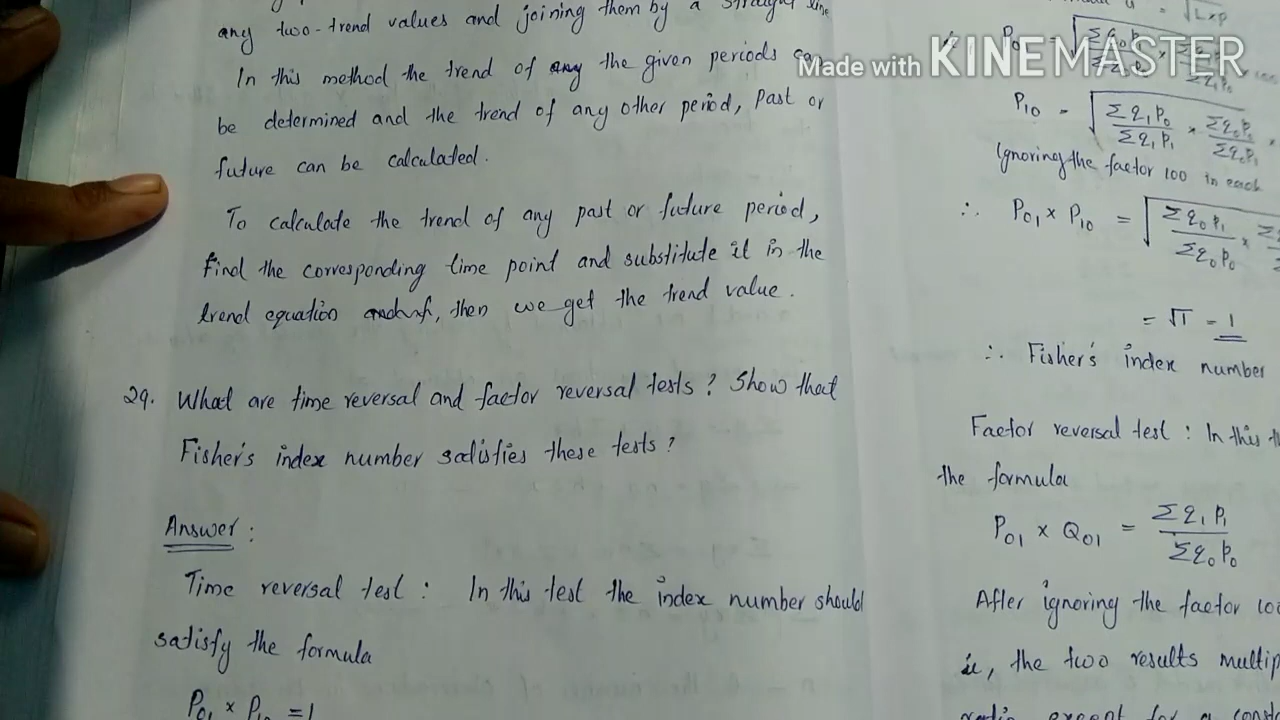 any two-trend values and joining them by a straight line
In this method the trend of any the given periods can
be determined and the trend of any other period, past or
future can be calculated.
To calculate the trend of any past or future period,
find the corresponding time point and substitute it in the
trend equation, then we get the trend value.
29. What are time reversal and factor reversal tests? Show that
Fisher's index number satisfies these tests?
Answer:
Time reversal test: In this test the index number should
satisfy the formula
P01 × P10 = 1
Made with KINEMASTER
= √L×P
P10 = √Σq1p0/Σq1p1 × Σq0p0/Σq0p1 ×
Ignoring the factor 100 in each
∴ P01 × P10 = √Σq0p1/Σq0p0 ×
= √1 = 1
∴ Fisher's index number
Factor reversal test: In this
the formula
P01 × Q01 = Σq1p1/Σq0p0
After ignoring the factor 100
ie, the two results
ratio except for a